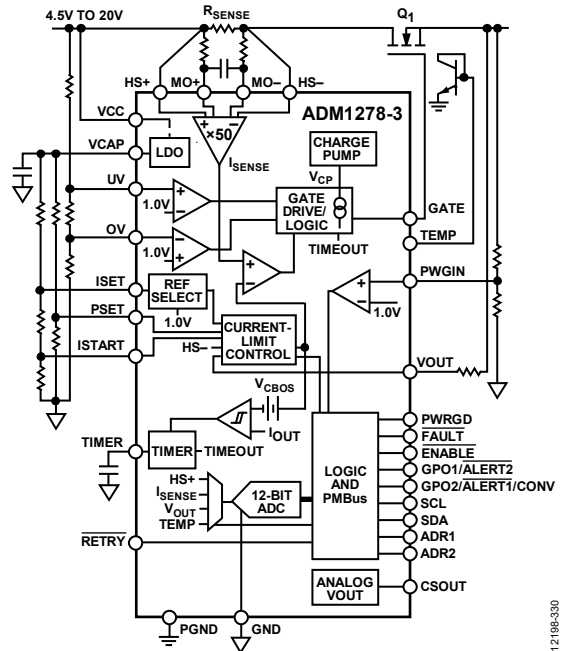 4.5V TO 20V
RSENSE
Q1
HS+
MO+
MO–
HS–
ADM1278-3
VCC
VCAP
LDO
×50
ISENSE
CHARGE
PUMP
VCP
UV
1.0V
GATE
DRIVE/
LOGIC
GATE
TIMEOUT
TEMP
OV
1.0V
ISET
REF
SELECT
1.0V
PWGIN
1.0V
PSET
CURRENT-
LIMIT
CONTROL
HS–
ISTART
VOUT
VCBOS
IOUT
TIMER
TIMER
TIMEOUT
HS+
ISENSE
VOUT
TEMP
12-BIT
ADC
LOGIC
AND
PMBus
PWRGD
FAULT
ENABLE
GPO1/ALERT2
GPO2/ALERT1/CONV
SCL
SDA
ADR1
ADR2
RETRY
ANALOG
VOUT
CSOUT
PGND
GND
12198-330